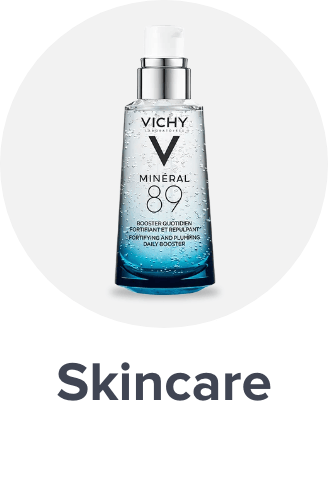 VICHY
LABORATOIRES
V
MINÉRAL
89
BOOSTER QUOTIDIEN
FORTIFIANT ET REPULPANT
FORTIFYING AND PLUMPING
DAILY BOOSTER
Skincare